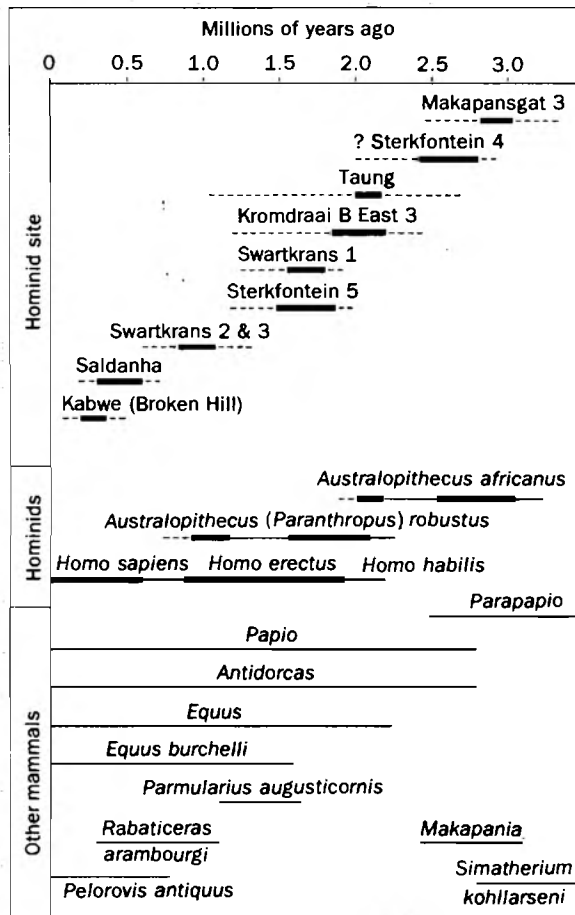 Millions of years ago
0 0.5 1.0 2.0 2.5 3.0
Hominid site
Makapansgat 3
? Sterkfontein 4
Taung
Kromdraai B East 3
Swartkrans 1
Sterkfontein 5
Swartkrans 2 & 3
Saldanha
Kabwe (Broken Hill)
Hominids
Australopithecus africanus
Australopithecus (Paranthropus) robustus
Homo sapiens Homo erectus Homo habilis
Other mammals
Parapapio
Papio
Antidorcas
Equus
Equus burchelli
Parmularius augusticornis
Rabaticeras
arambourgi
Makapania
Simatherium
kohllarseni
Pelorovis antiquus